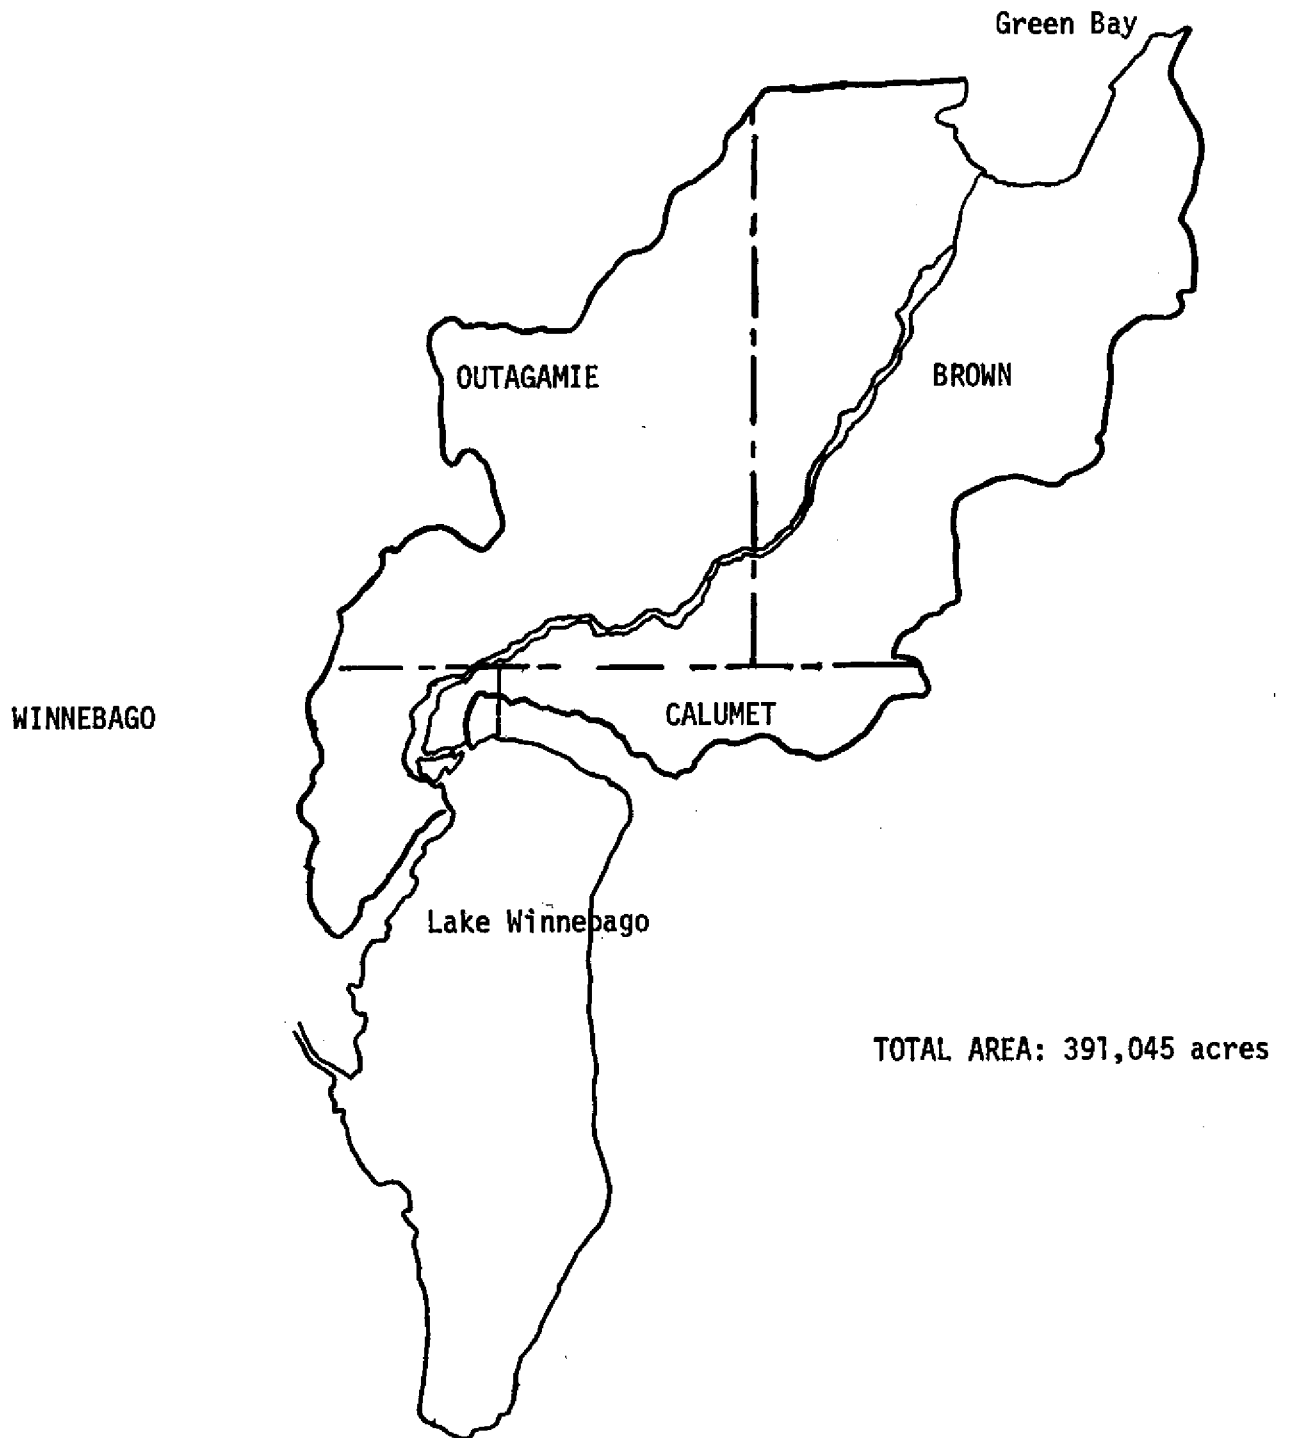 Green Bay
OUTAGAMIE
BROWN
WINNEBAGO
CALUMET
Lake Winnebago
TOTAL AREA: 391,045 acres